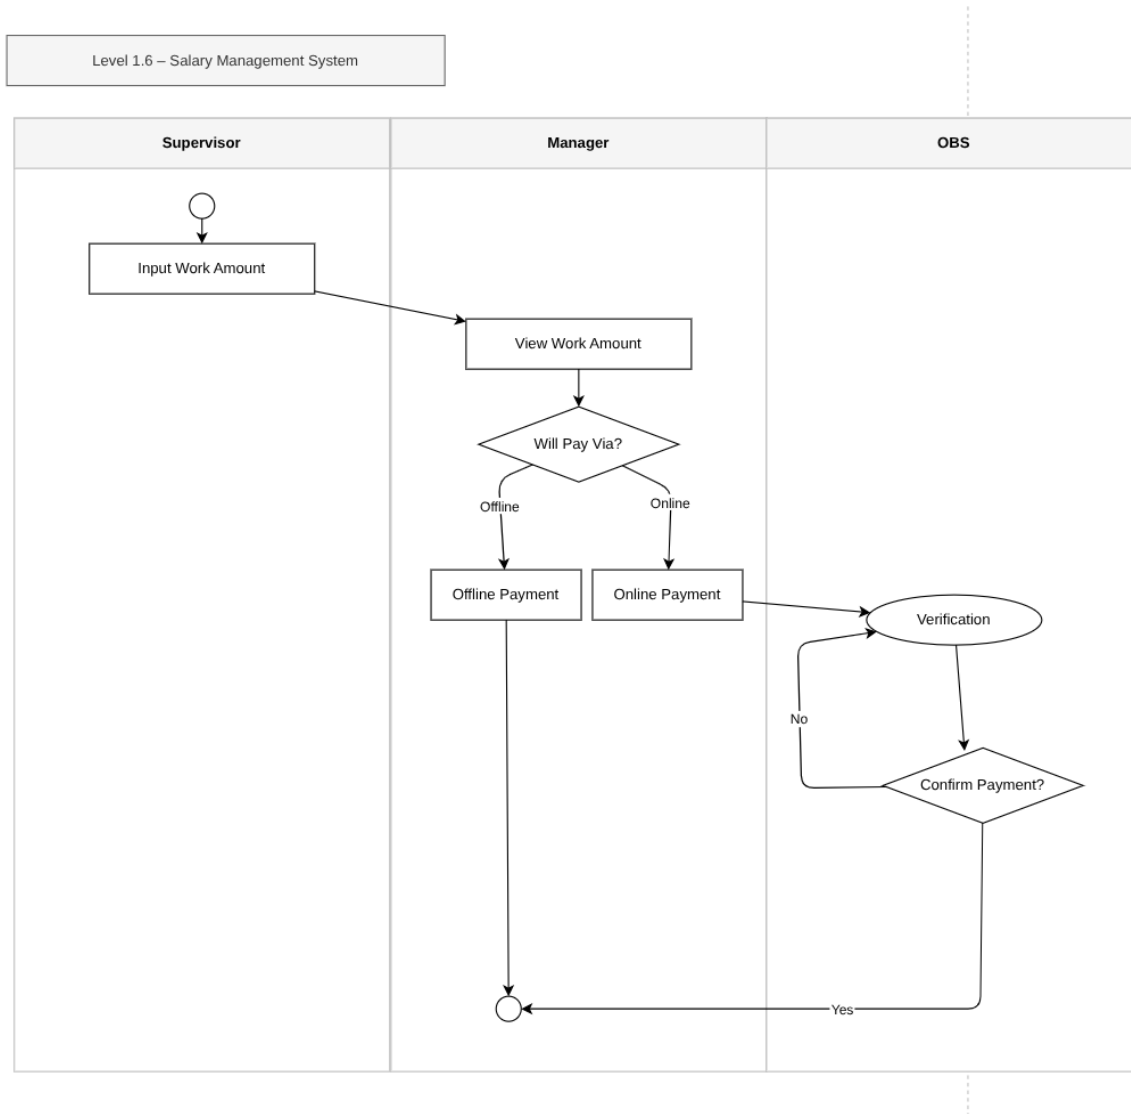 Level 1.6 – Salary Management System
Supervisor
Manager
OBS
Input Work Amount
View Work Amount
Will Pay Via?
Offline
Online
Offline Payment
Online Payment
Verification
No
Confirm Payment?
Yes